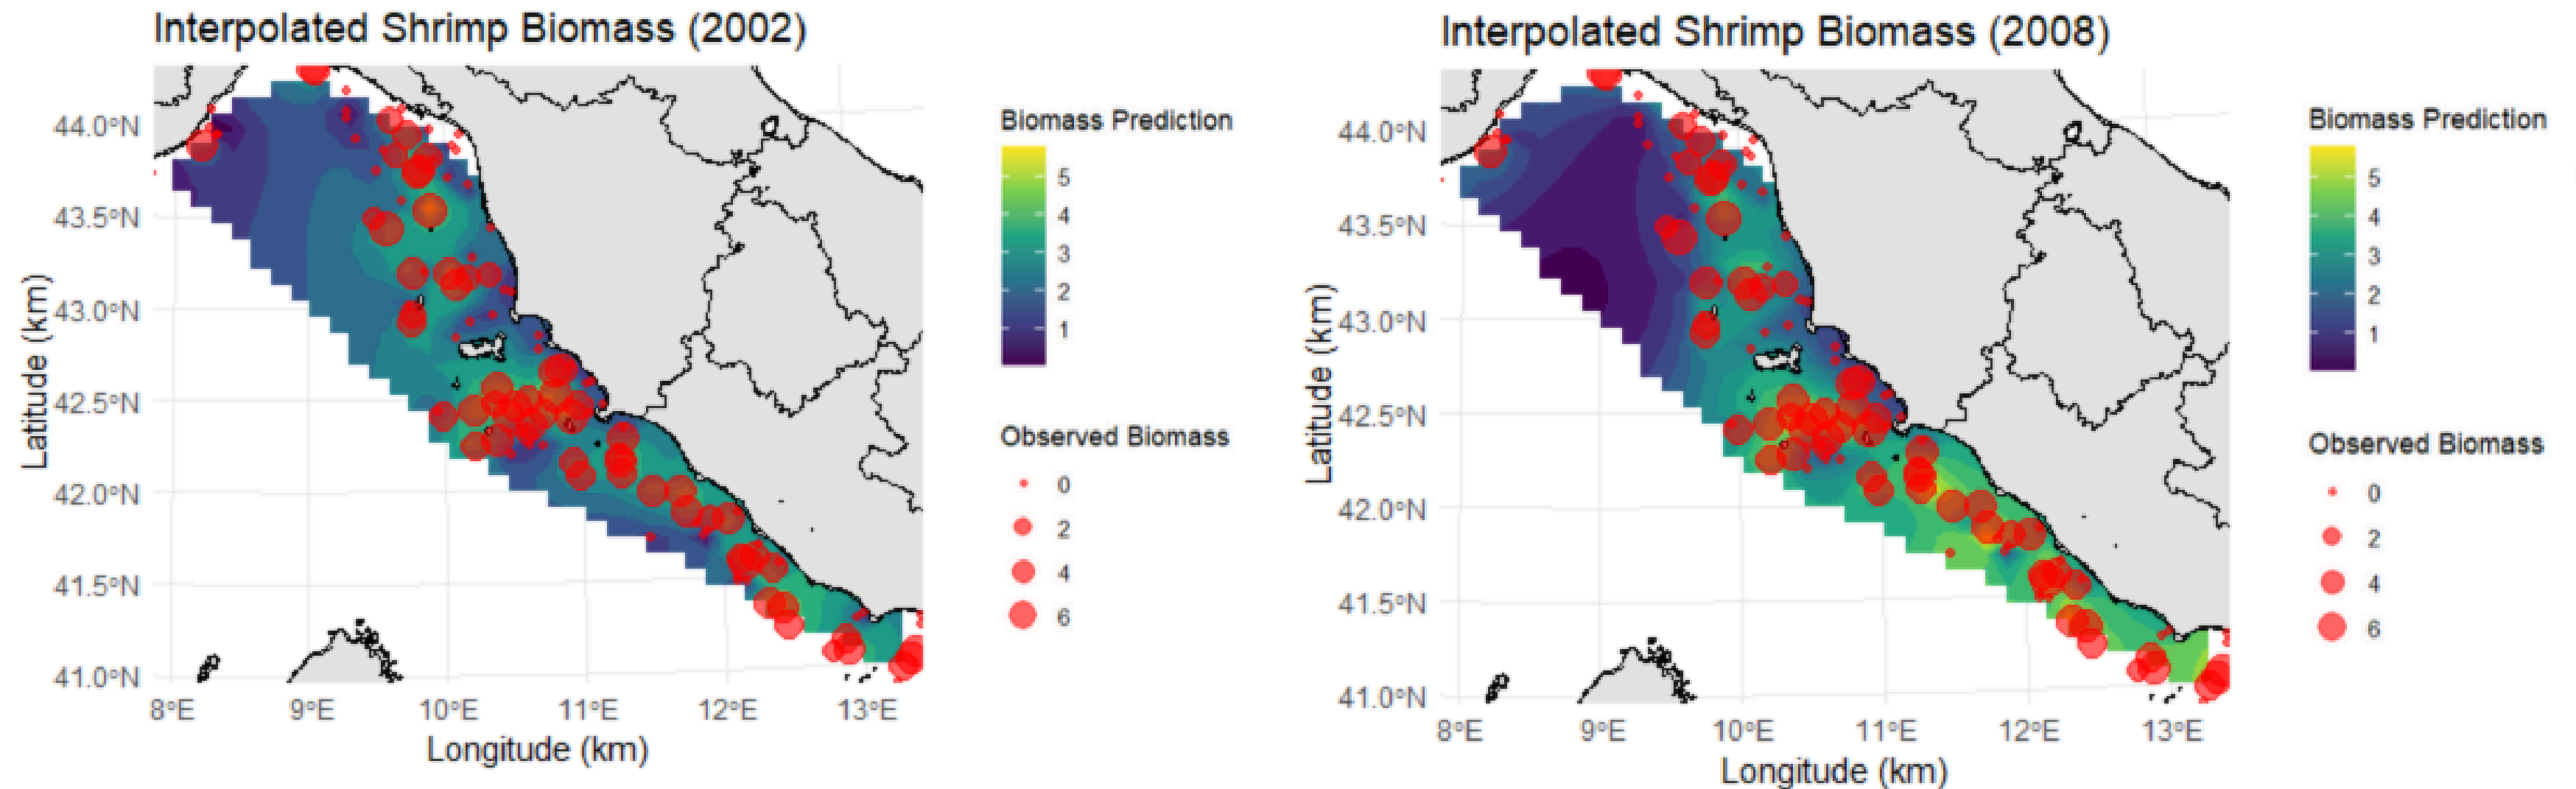 Interpolated Shrimp Biomass (2002)
Latitude (km)
44.0°N
43.5°N
43.0°N
42.5°N
42.0°N
41.5°N
41.0°N
8°E 9°E 10°E 11°E 12°E 13°E
Longitude (km)
Biomass Prediction
5
4
3
2
1
Observed Biomass
0
2
4
6
Interpolated Shrimp Biomass (2008)
Latitude (km)
44.0°N
43.5°N
43.0°N
42.5°N
42.0°N
41.5°N
41.0°N
8°E 9°E 10°E 11°E 12°E 13°E
Longitude (km)
Biomass Prediction
5
4
3
2
1
Observed Biomass
0
2
4
6